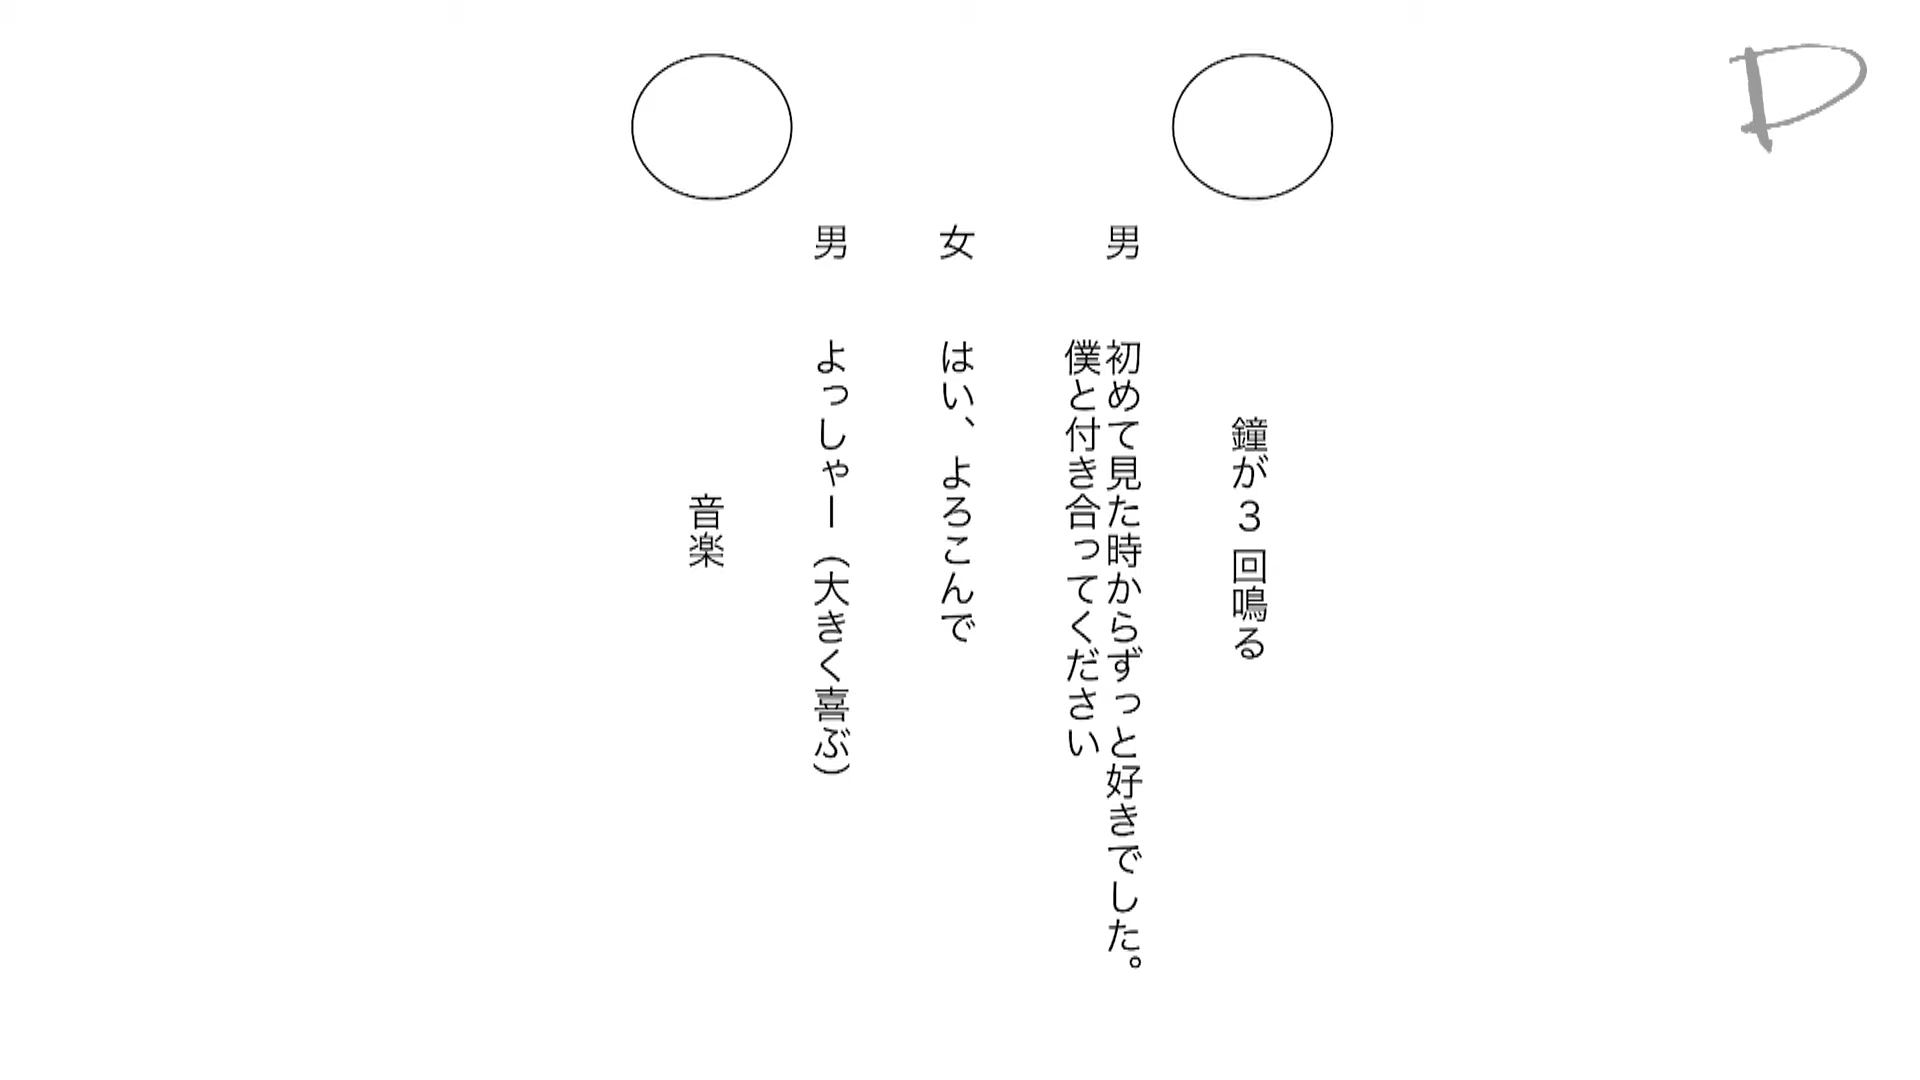 鐘が3回鳴る
男 初めて見た時からずっと好きでした。
僕と付き合ってください
女 はい、よろこんで
男 よっしゃー（大きく喜ぶ）
音楽
P